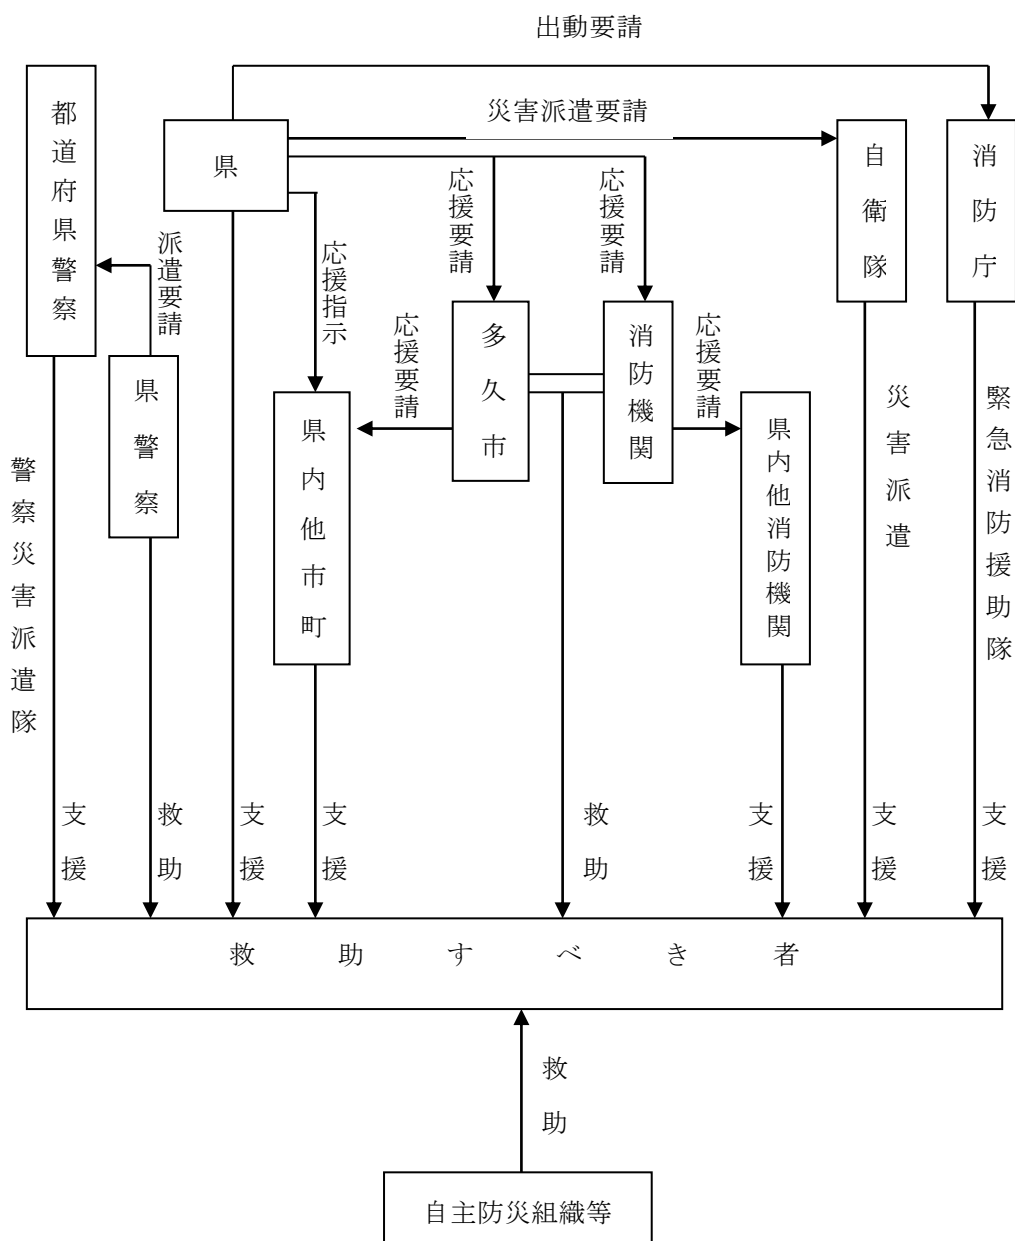 出動要請
災害派遣要請
都道府県警察
県
自衛隊
消防庁
派遣要請
応援指示
応援要請
応援要請
多久市
消防機関
応援要請
応援要請
県警察
県内他市町
県内他消防機関
災害派遣
緊急消防援助隊
警察災害派遣隊
支援
救助
支援
支援
救助
支援
支援
支援
救助すべき者
救助
自主防災組織等